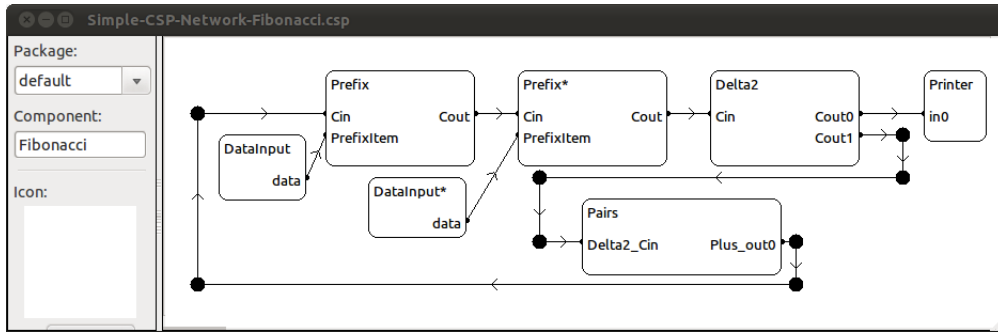 Simple-CSP-Network-Fibonacci.csp
Package:
default
Component:
Fibonacci
Icon:
Prefix
Cin Cout
PrefixItem
Prefix*
Cin Cout
PrefixItem
Delta2
Cin Cout0
Cout1
Printer
in0
DataInput
data
DataInput*
data
Pairs
Delta2_Cin Plus_out0